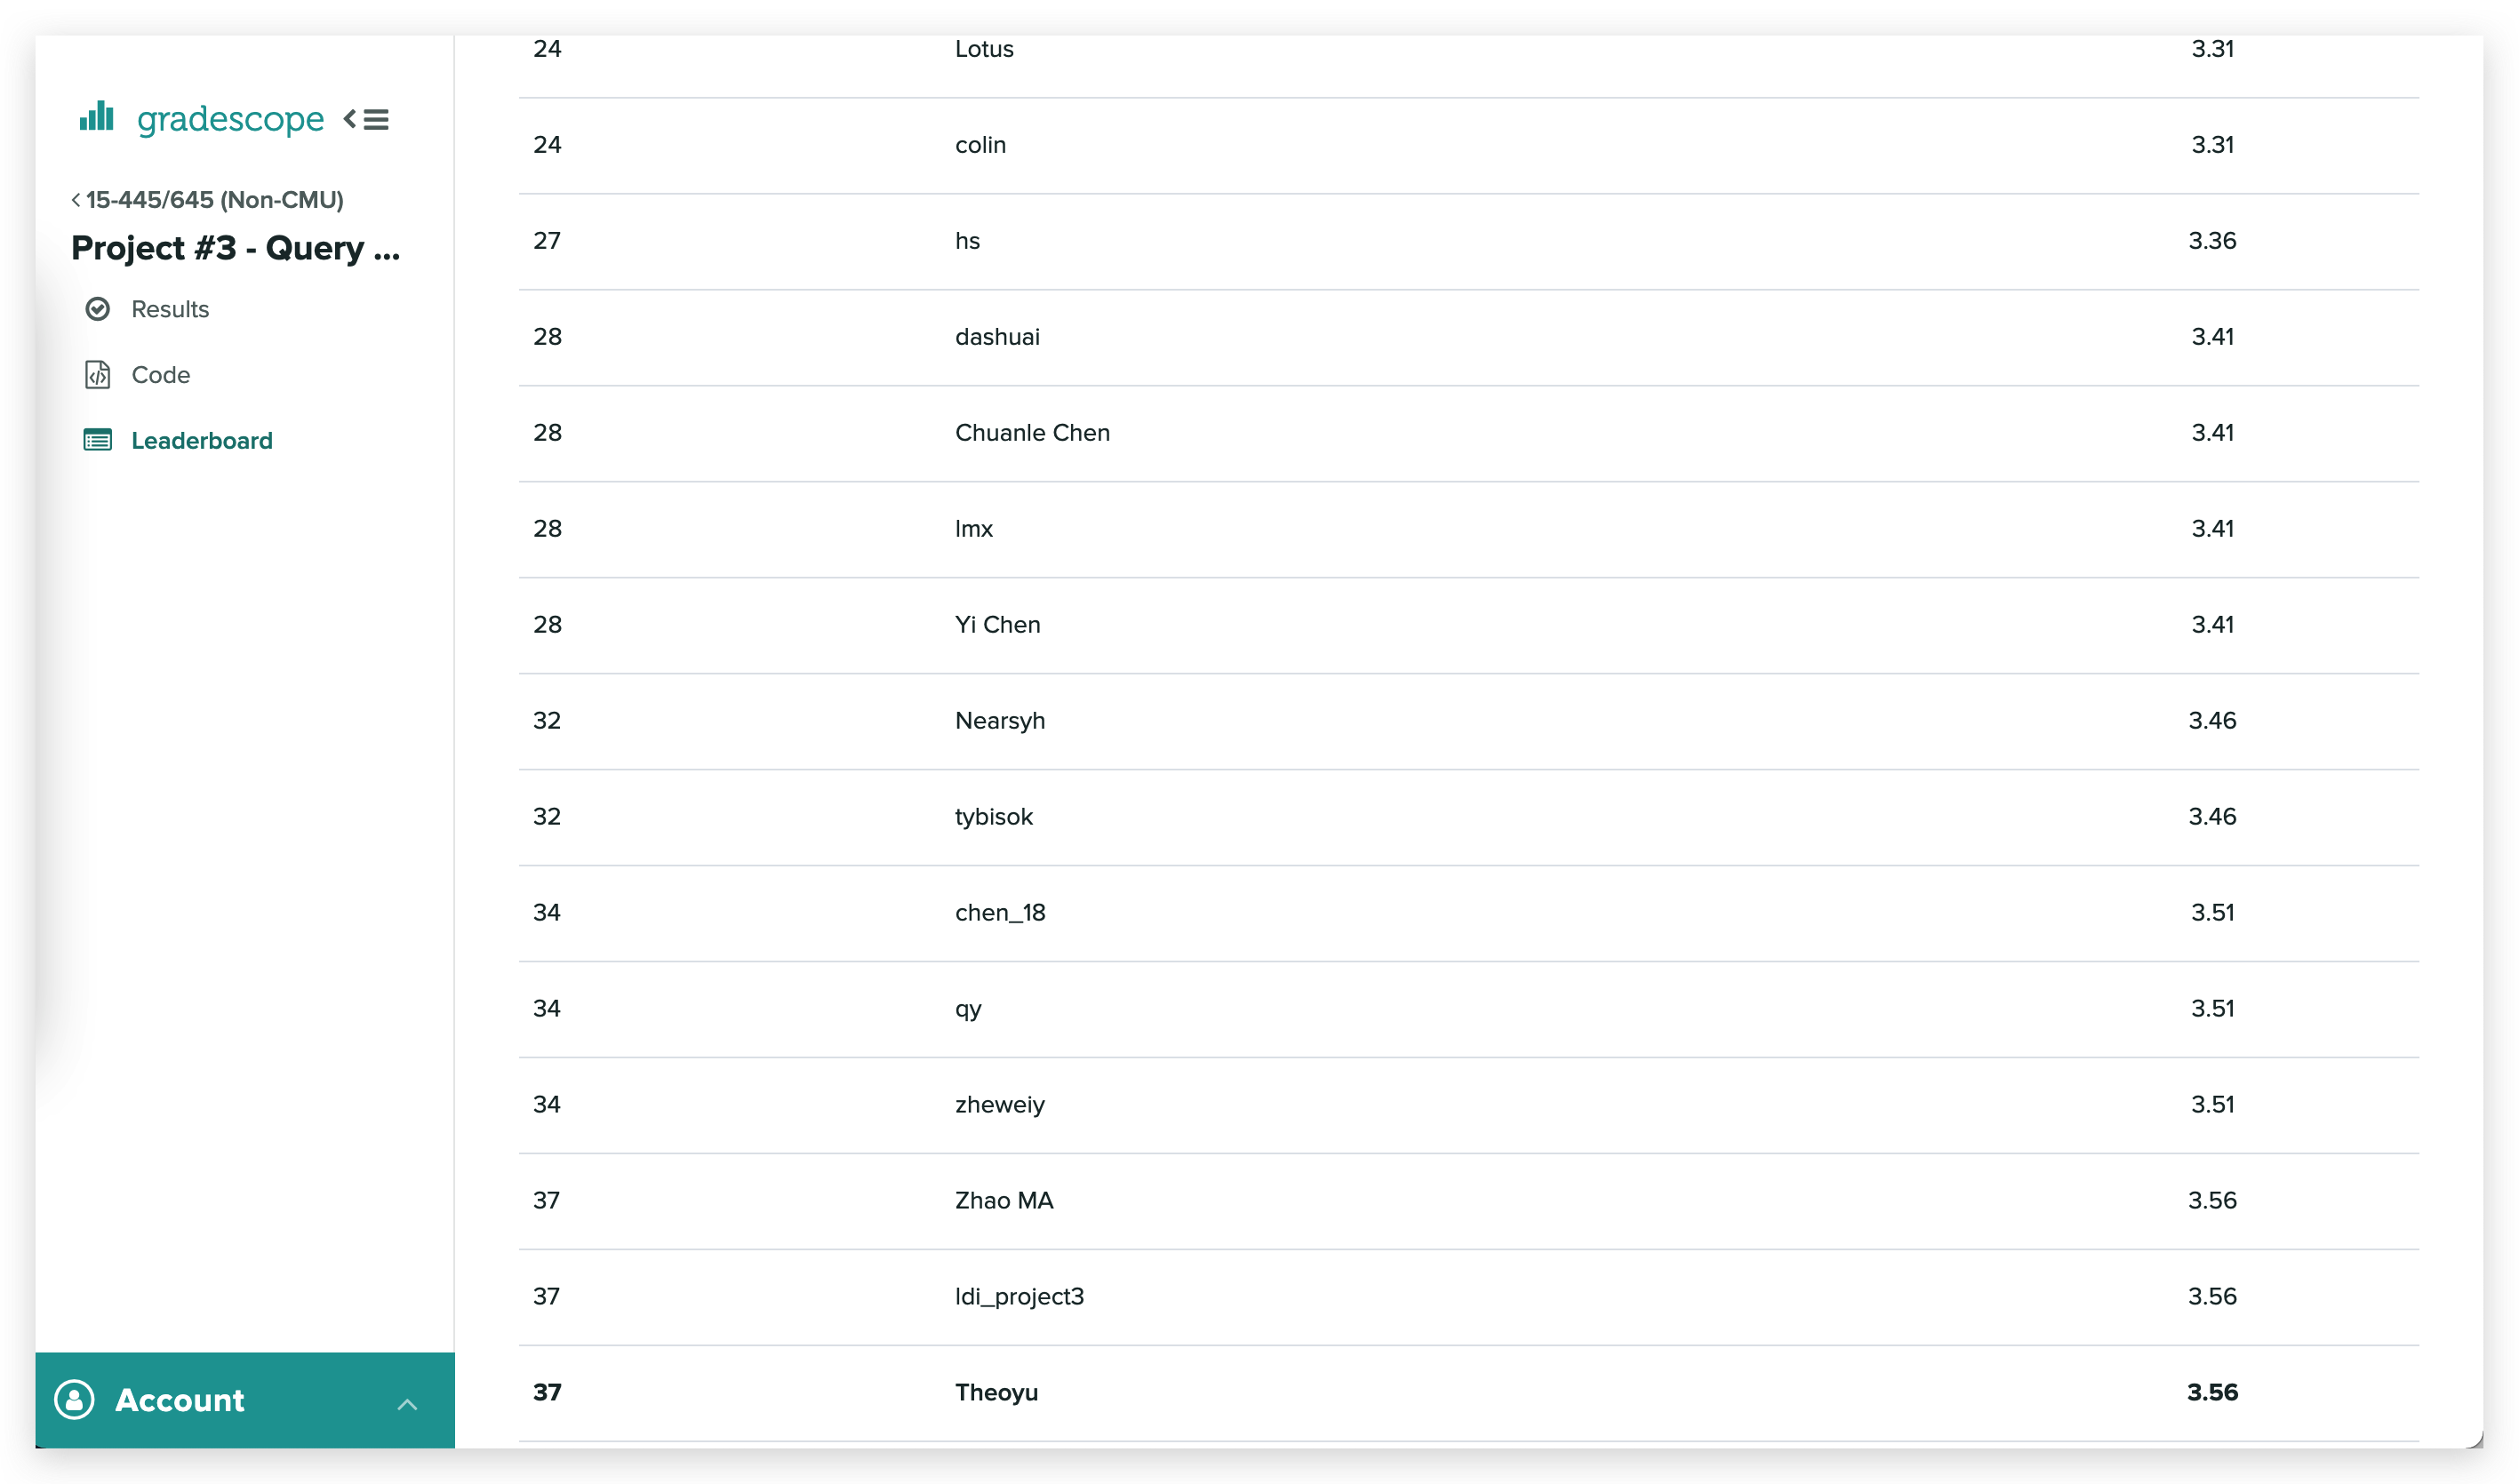 gradescope
15-445/645 (Non-CMU)
Project #3 - Query ...
Results
Code
Leaderboard
Account
24 Lotus 3.31
24 colin 3.31
27 hs 3.36
28 dashuai 3.41
28 Chuanle Chen 3.41
28 lmx 3.41
28 Yi Chen 3.41
32 Nearsyh 3.46
32 tybisok 3.46
34 chen_18 3.51
34 qy 3.51
34 zheweiy 3.51
37 Zhao MA 3.56
37 ldi_project3 3.56
37 Theoyu 3.56